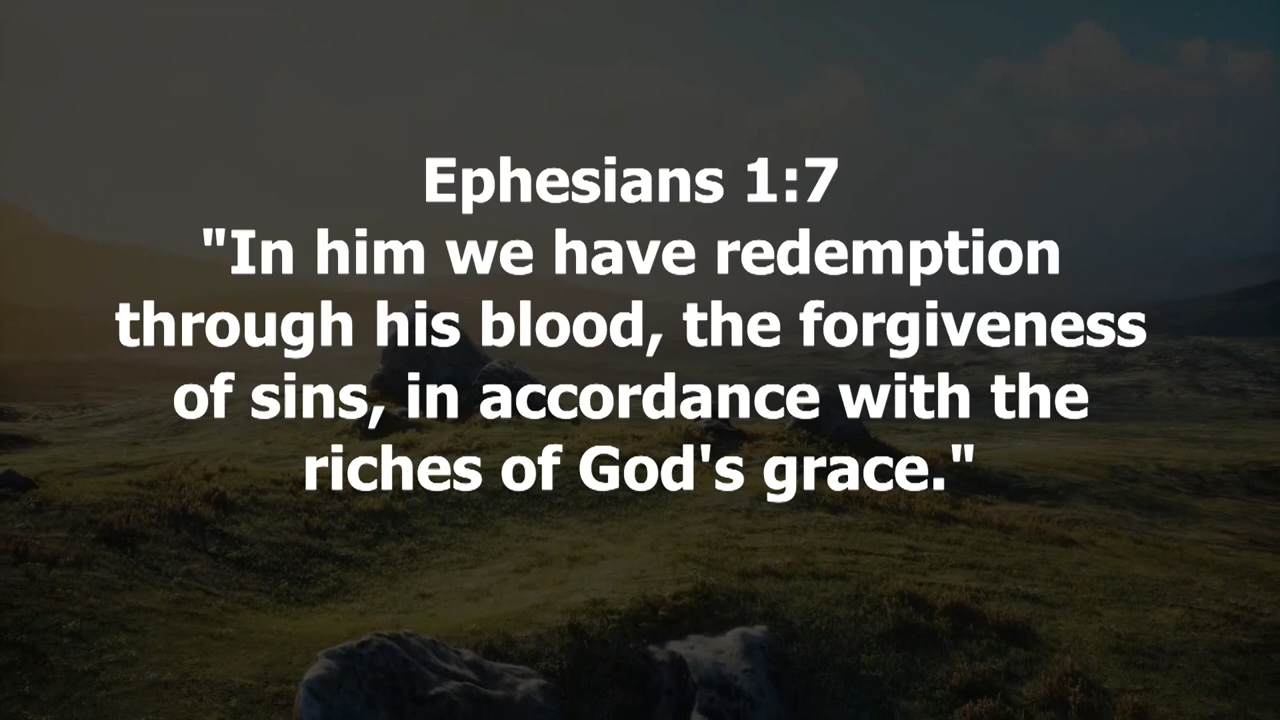 Ephesians 1:7
"In him we have redemption
through his blood, the forgiveness
of sins, in accordance with the
riches of God's grace."